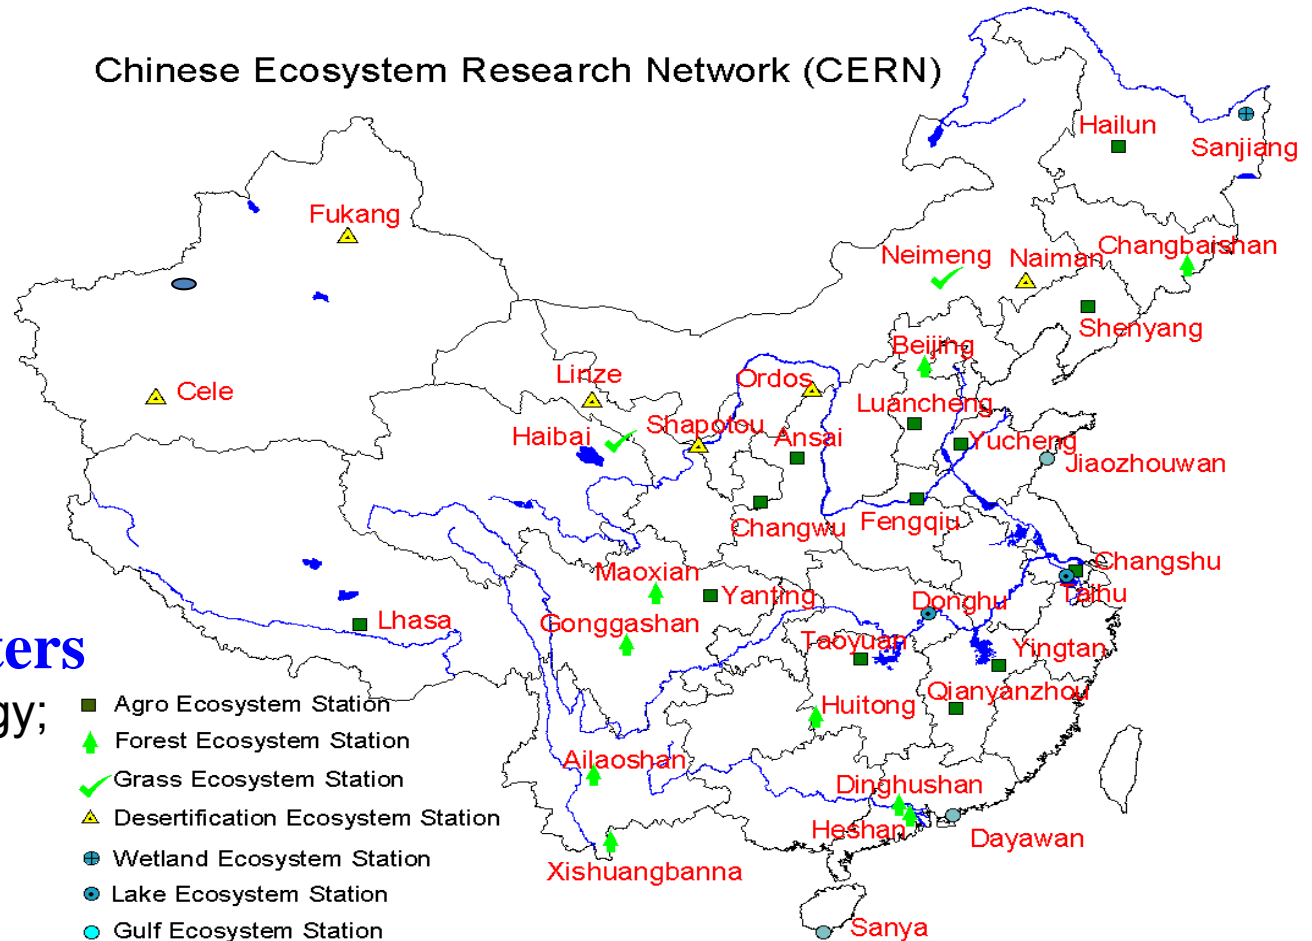 Chinese Ecosystem Research Network (CERN)
Hailun
Sanjiang
Fukang
Changbaishan
Neimeng
Naiman
Shenyang
Beijing
Linze
Ordos
Cele
Luancheng
Haibai
Shapotou
Ansai
Yucheng
Jiaozhouwan
Changwu
Fengqiu
Changshu
Maoxian
Yanting
Donghu
Taihu
Lhasa
Gonggashan
Taoyuan
Yingtan
ters
Qianyanzhou
gy;
Agro Ecosystem Station
Huitong
Forest Ecosystem Station
Ailaoshan
Grass Ecosystem Station
Dinghushan
Desertification Ecosystem Station
Heshan
Dayawan
Wetland Ecosystem Station
Xishuangbanna
Lake Ecosystem Station
Gulf Ecosystem Station
Sanya